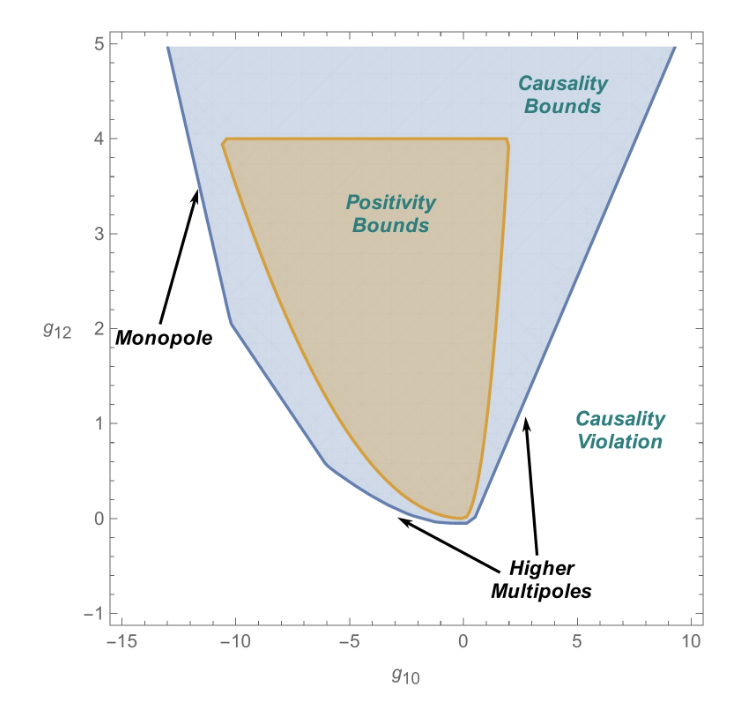 5
4
3
2
1
0
−1
g12
−15
−10
−5
0
5
10
g10
Causality
Bounds
Positivity
Bounds
Monopole
Causality
Violation
Higher
Multipoles